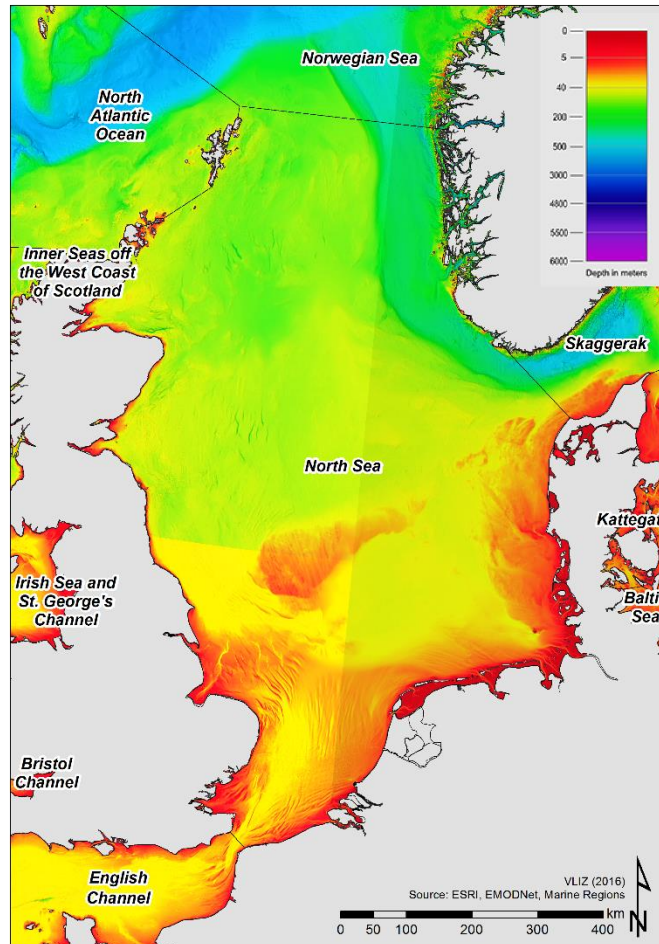 Norwegian Sea
North
Atlantic
Ocean
0
5
40
200
500
3000
4800
5500
6000
Depth in meters
Inner Seas off
the West Coast
of Scotland
Skaggerak
North Sea
Kattegat
Irish Sea and
St. George's
Channel
Balti
Sea
Bristol
Channel
English
Channel
VLIZ (2016)
Source: ESRI, EMODNet, Marine Regions
km
0 50 100 200 300 400
N